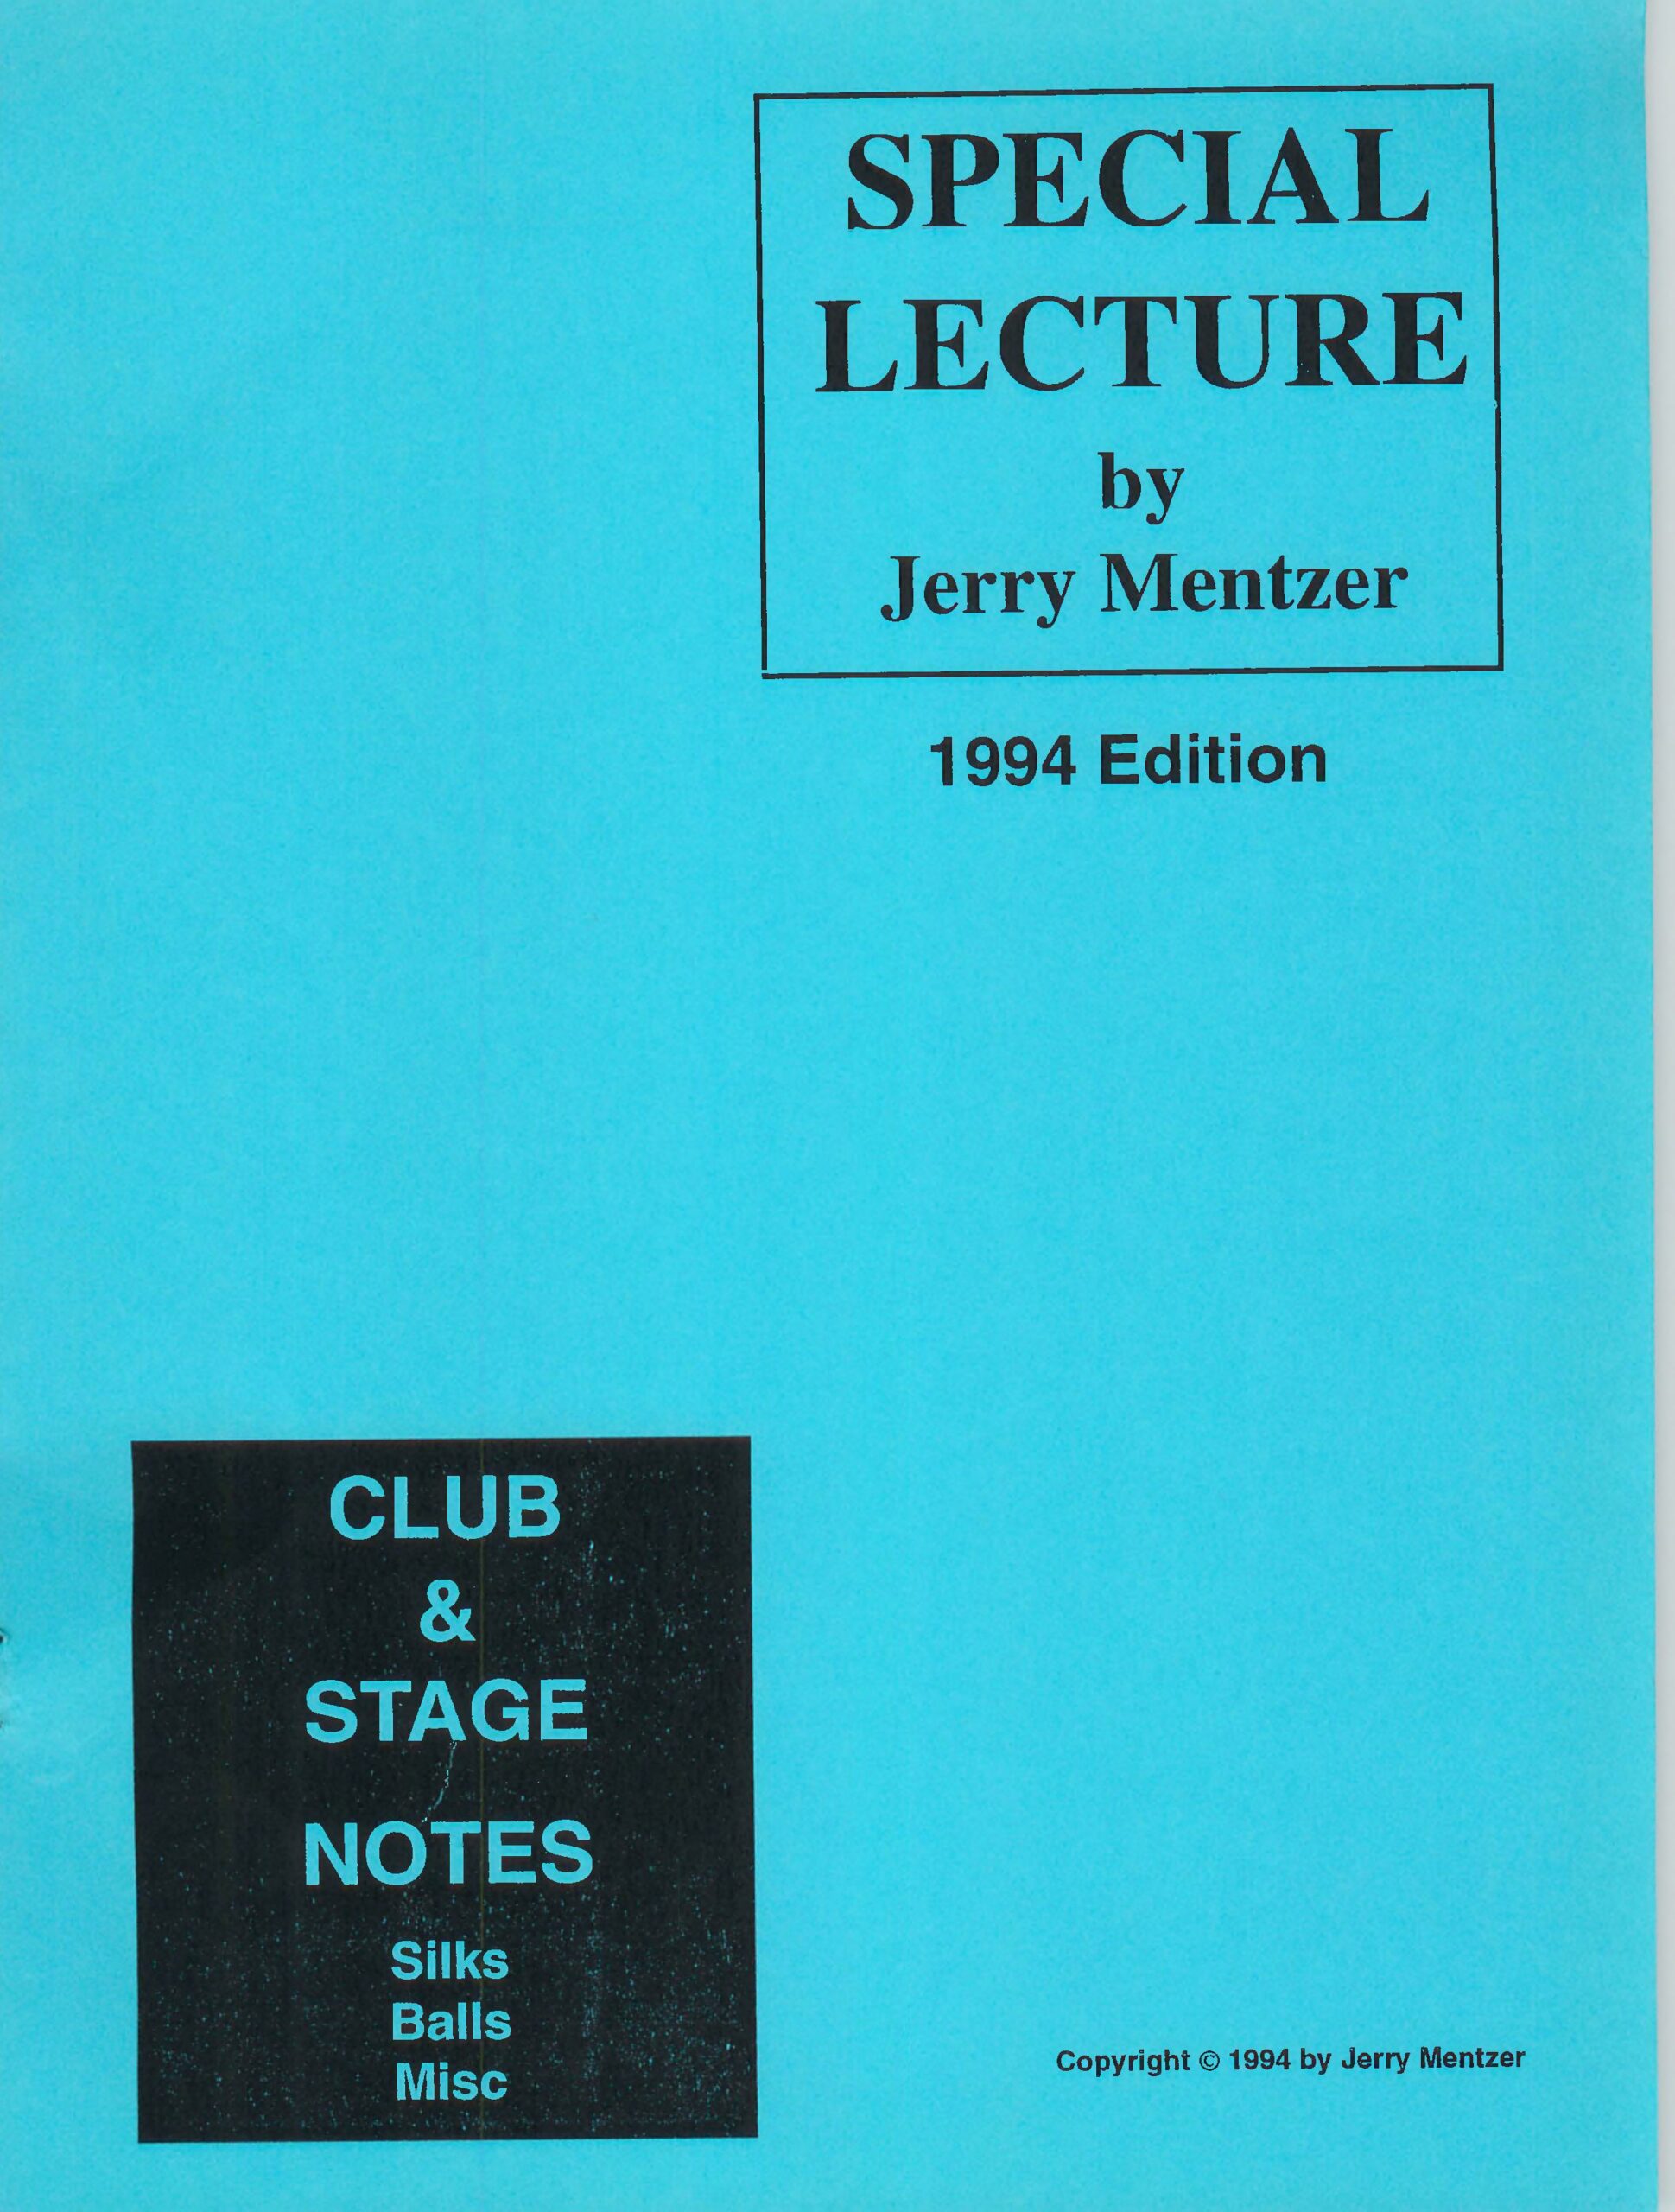 SPECIAL
LECTURE
by
Jerry Mentzer
1994 Edition
CLUB
&
STAGE
NOTES
Silks
Balls
Misc
Copyright © 1994 by Jerry Mentzer